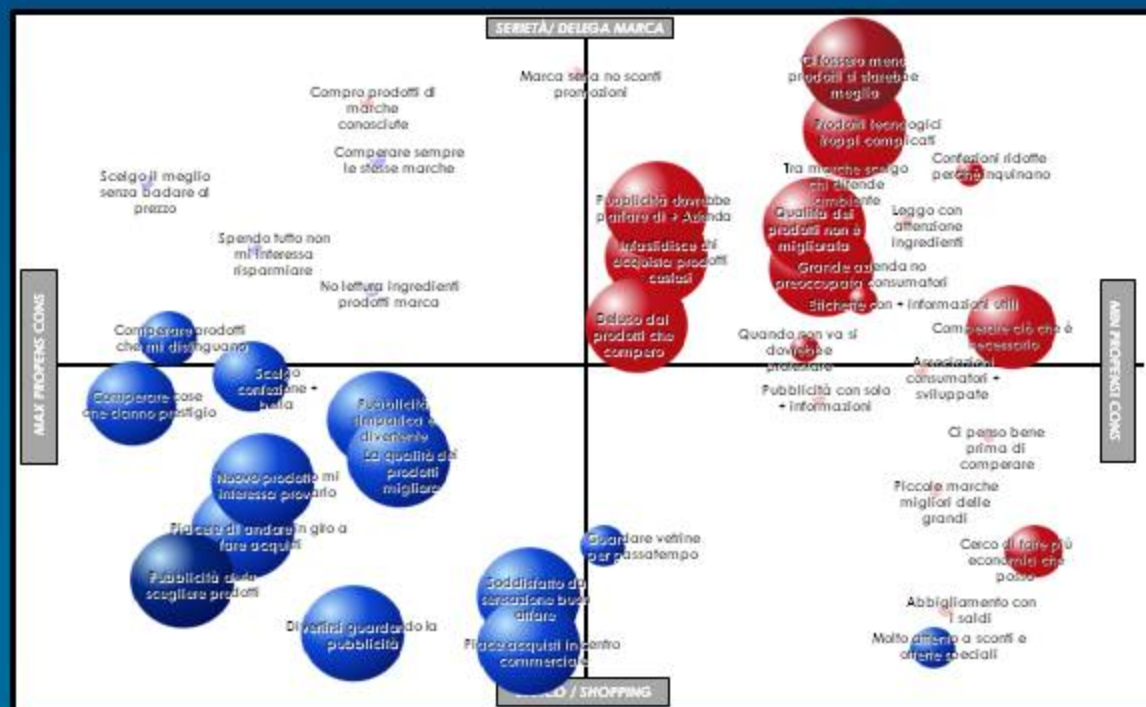 SERIETÀ/ DELEGA MARCA
Marca seria no sconti
promozioni
Ci fossero meno
prodotti si starebbe
meglio
Compro prodotti di
marche
conosciute
Prodotti tecnogici
troppi complicati
Comperare sempre
le stesse marche
Confezioni ridotte
perché inquinano
Scelgo il meglio
senza badare al
prezzo
Tra marche scelgo
chi difende
ambiente
Pubblicità dovrebbe
parlare di + Azienda
Qualità dei
prodotti non è
migliorata
Leggo con
attenzione
ingredienti
Spendo tutto non
mi interessa
risparmiare
Infastidisce chi
acquista prodotti
costosi
Grande azienda no
preoccupata consumatori
No lettura ingredienti
prodotti marca
Etichette con + informazioni utili
MAX PROPENS CONS
MIN PROPENSI CONS
Comperare prodotti
che mi distinguano
Deluso dai
prodotti che
compero
Comperare ciò che è
necessario
Quando non va si
dovrebbe
protestare
Scelgo
confezione +
bella
Associazioni
consumatori +
sviluppate
Comperare cose
che danno prestigio
Pubblicità con solo
+ informazioni
Pubblicità
simpatica e
divertente
Ci penso bene
prima di
comperare
La qualità dei
prodotti
migliora
Nuovo prodotto mi
interessa provarlo
Piccole marche
migliori delle
grandi
Piacere di andare in giro a
fare acquisti
Guardare vetrine
per passatempo
Cerco di fare più
economici che
posso
Pubblicità aiuta
scegliere prodotti
Soddisfatto da
sensazione buon
affare
Abbigliamento con
i saldi
Divertirsi guardando la
pubblicità
Piace acquisti in centro
commerciale
Molto attento a sconti e
offerte speciali
/ SHOPPING